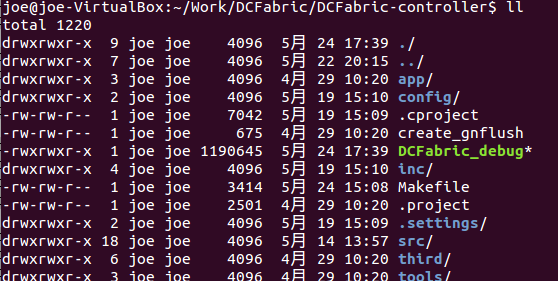 joe@joe-VirtualBox:~/Work/DCFabric/DCFabric-controller$ ll
total 1220
drwxrwxr-x  9 joe joe    4096  5月 24 17:39 ./
drwxrwxr-x  7 joe joe    4096  5月 22 20:15 ../
drwxrwxr-x  3 joe joe    4096  4月 29 10:20 app/
drwxrwxr-x  2 joe joe    4096  5月 19 15:10 config/
-rw-rw-r--  1 joe joe    7042  5月 19 15:09 .cproject
-rw-rw-r--  1 joe joe     675  4月 29 10:20 create_gnflush
-rwxrwxr-x  1 joe joe 1190645  5月 24 17:39 DCFabric_debug*
drwxrwxr-x  4 joe joe    4096  5月 19 15:10 inc/
-rw-rw-r--  1 joe joe    3414  5月 24 15:08 Makefile
-rw-rw-r--  1 joe joe    2501  4月 29 10:20 .project
drwxrwxr-x  2 joe joe    4096  5月 19 15:09 .settings/
drwxrwxr-x 18 joe joe    4096  5月 14 13:57 src/
drwxrwxr-x  6 joe joe    4096  4月 29 10:20 third/
drwxrwxr-x  3 joe joe    4096  4月 29 10:20 tools/